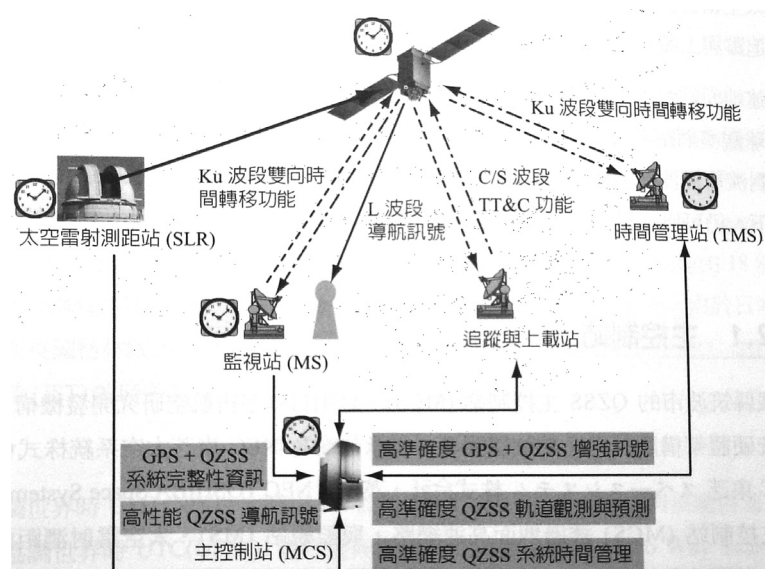 Ku 波段雙向時間轉移功能
Ku 波段雙向時
間轉移功能
C/S 波段
TT&C 功能
L 波段
導航訊號
太空雷射測距站 (SLR)
時間管理站 (TMS)
監視站 (MS)
追蹤與上載站
GPS + QZSS
系統完整性資訊
高準確度 GPS + QZSS 增強訊號
高性能 QZSS 導航訊號
高準確度 QZSS 軌道觀測與預測
主控制站 (MCS)
高準確度 QZSS 系統時間管理